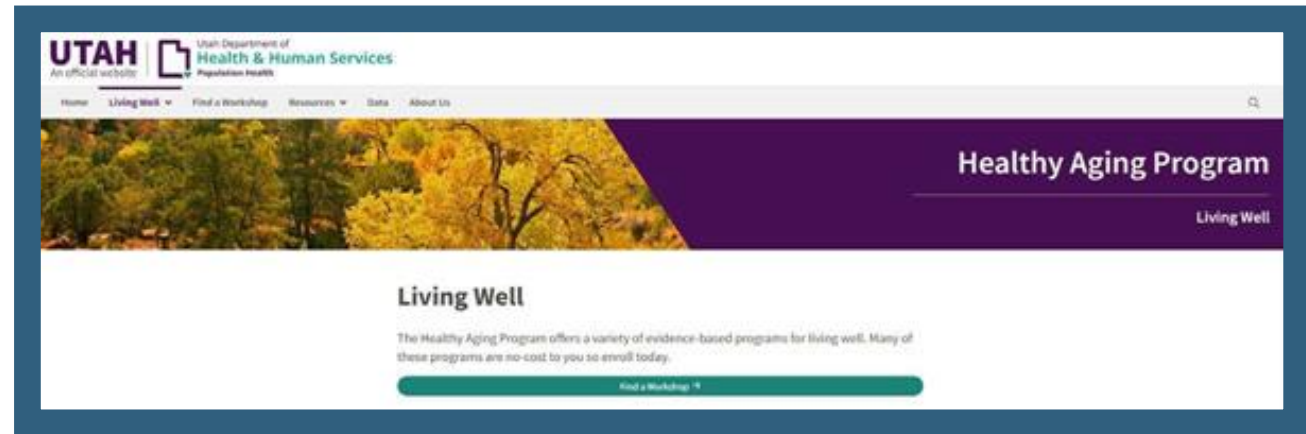 UTAH
An official website
Utah Department of
Health & Human Services
Population Health
Home Living Well Find a Workshop Resources Data About Us
Healthy Aging Program
Living Well
Living Well
The Healthy Aging Program offers a variety of evidence-based programs for living well. Many of
these programs are no-cost to you so enroll today.
Find a Workshop